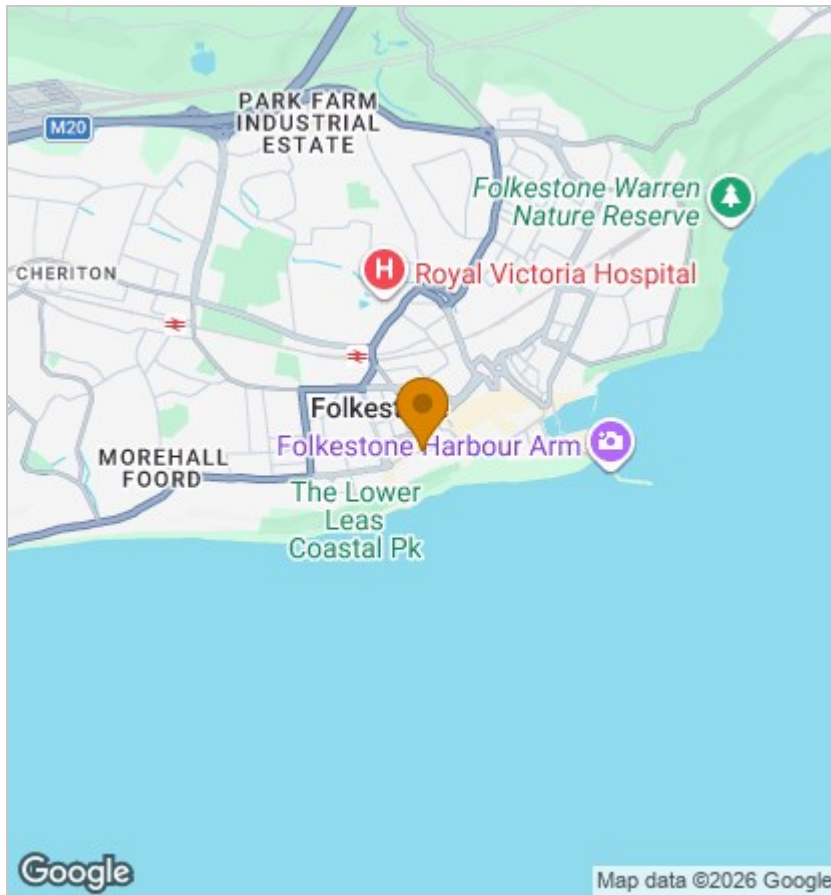 PARK FARM
INDUSTRIAL
ESTATE
M20
Folkestone Warren
Nature Reserve
CHERITON
H Royal Victoria Hospital
Folkestone Harbour Arm
MOREHALL
FOORD
The Lower
Leas
Coastal Pk
Google
Map data ©2026 Google